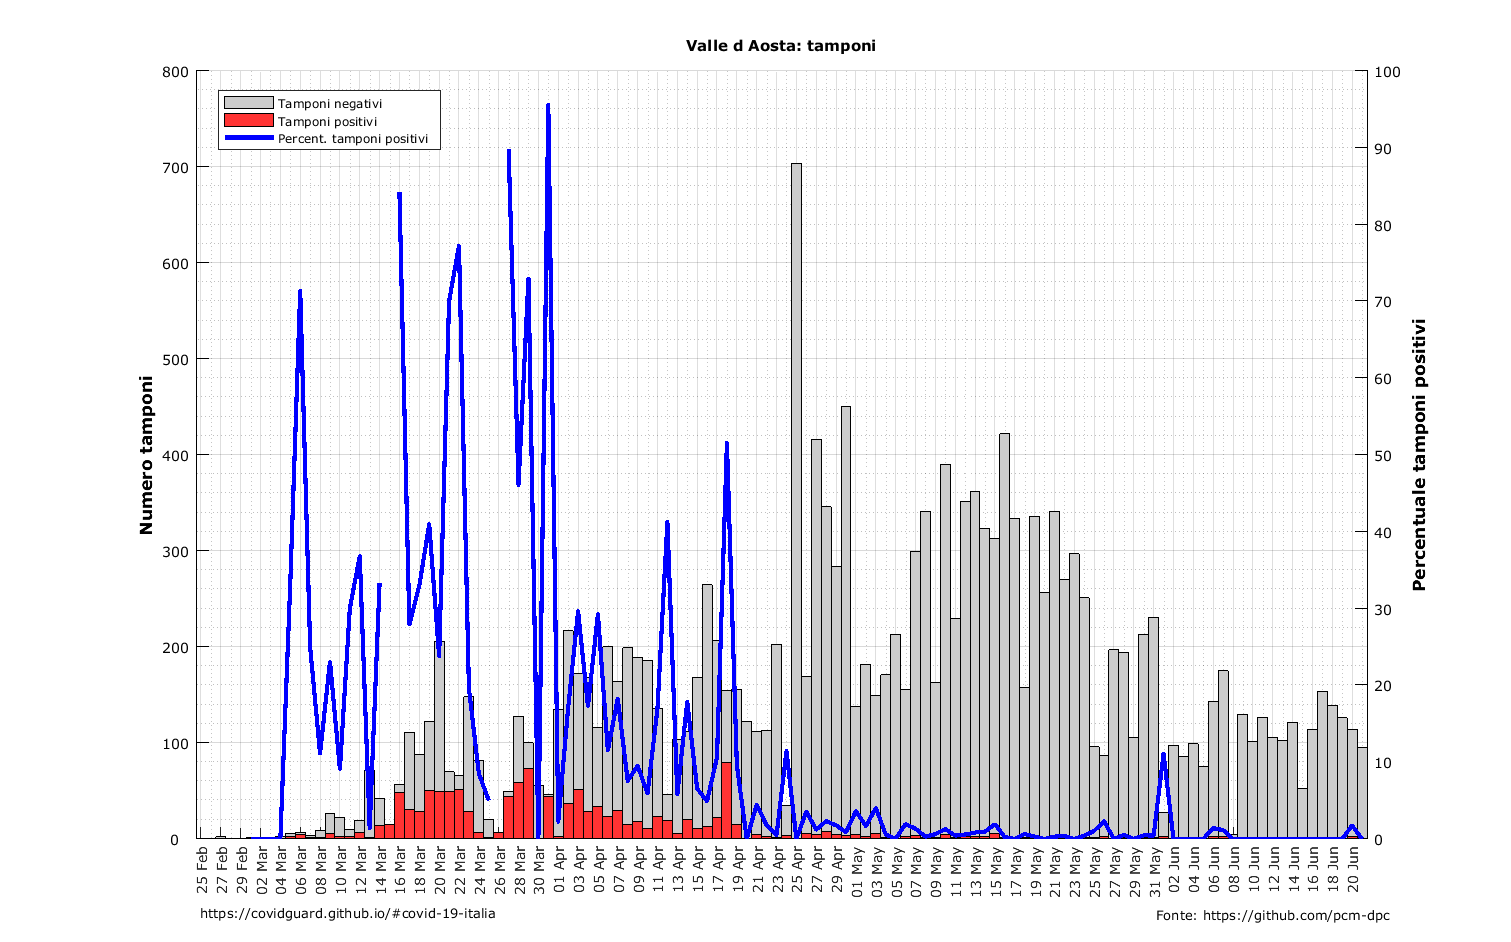 Valle d Aosta: tamponi
Tamponi negativi
Tamponi positivi
Percent. tamponi positivi
Numero tamponi
800
700
600
500
400
300
200
100
0
100
90
80
70
60
50
40
30
20
10
0
Percentuale tamponi positivi
25 Feb
27 Feb
29 Feb
02 Mar
04 Mar
06 Mar
08 Mar
10 Mar
12 Mar
14 Mar
16 Mar
18 Mar
20 Mar
22 Mar
24 Mar
26 Mar
28 Mar
30 Mar
01 Apr
03 Apr
05 Apr
07 Apr
09 Apr
11 Apr
13 Apr
15 Apr
17 Apr
19 Apr
21 Apr
23 Apr
25 Apr
27 Apr
29 Apr
01 May
03 May
05 May
07 May
09 May
11 May
13 May
15 May
17 May
19 May
21 May
23 May
25 May
27 May
29 May
31 May
02 Jun
04 Jun
06 Jun
08 Jun
10 Jun
12 Jun
14 Jun
16 Jun
18 Jun
20 Jun
https://covidguard.github.io/#covid-19-italia
Fonte: https://github.com/pcm-dpc